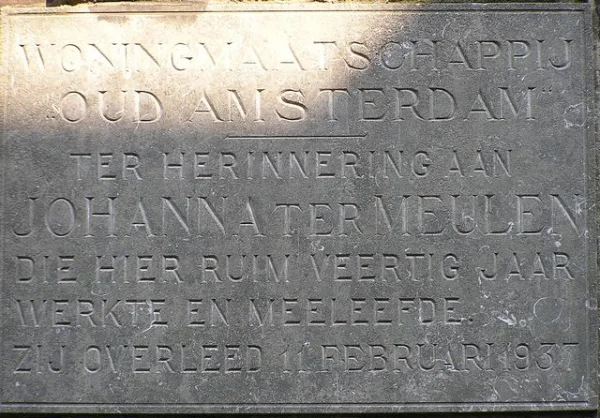 WONINGMAATSCHAPPIJ
„OUD AMSTERDAM"
TER HERINNERING AAN
JOHANNA TER MEULEN
DIE HIER RUIM VEERTIG JAAR
WERKTE EN MEELEEFDE.
ZIJ OVERLEED 11 FEBRUARI 1937